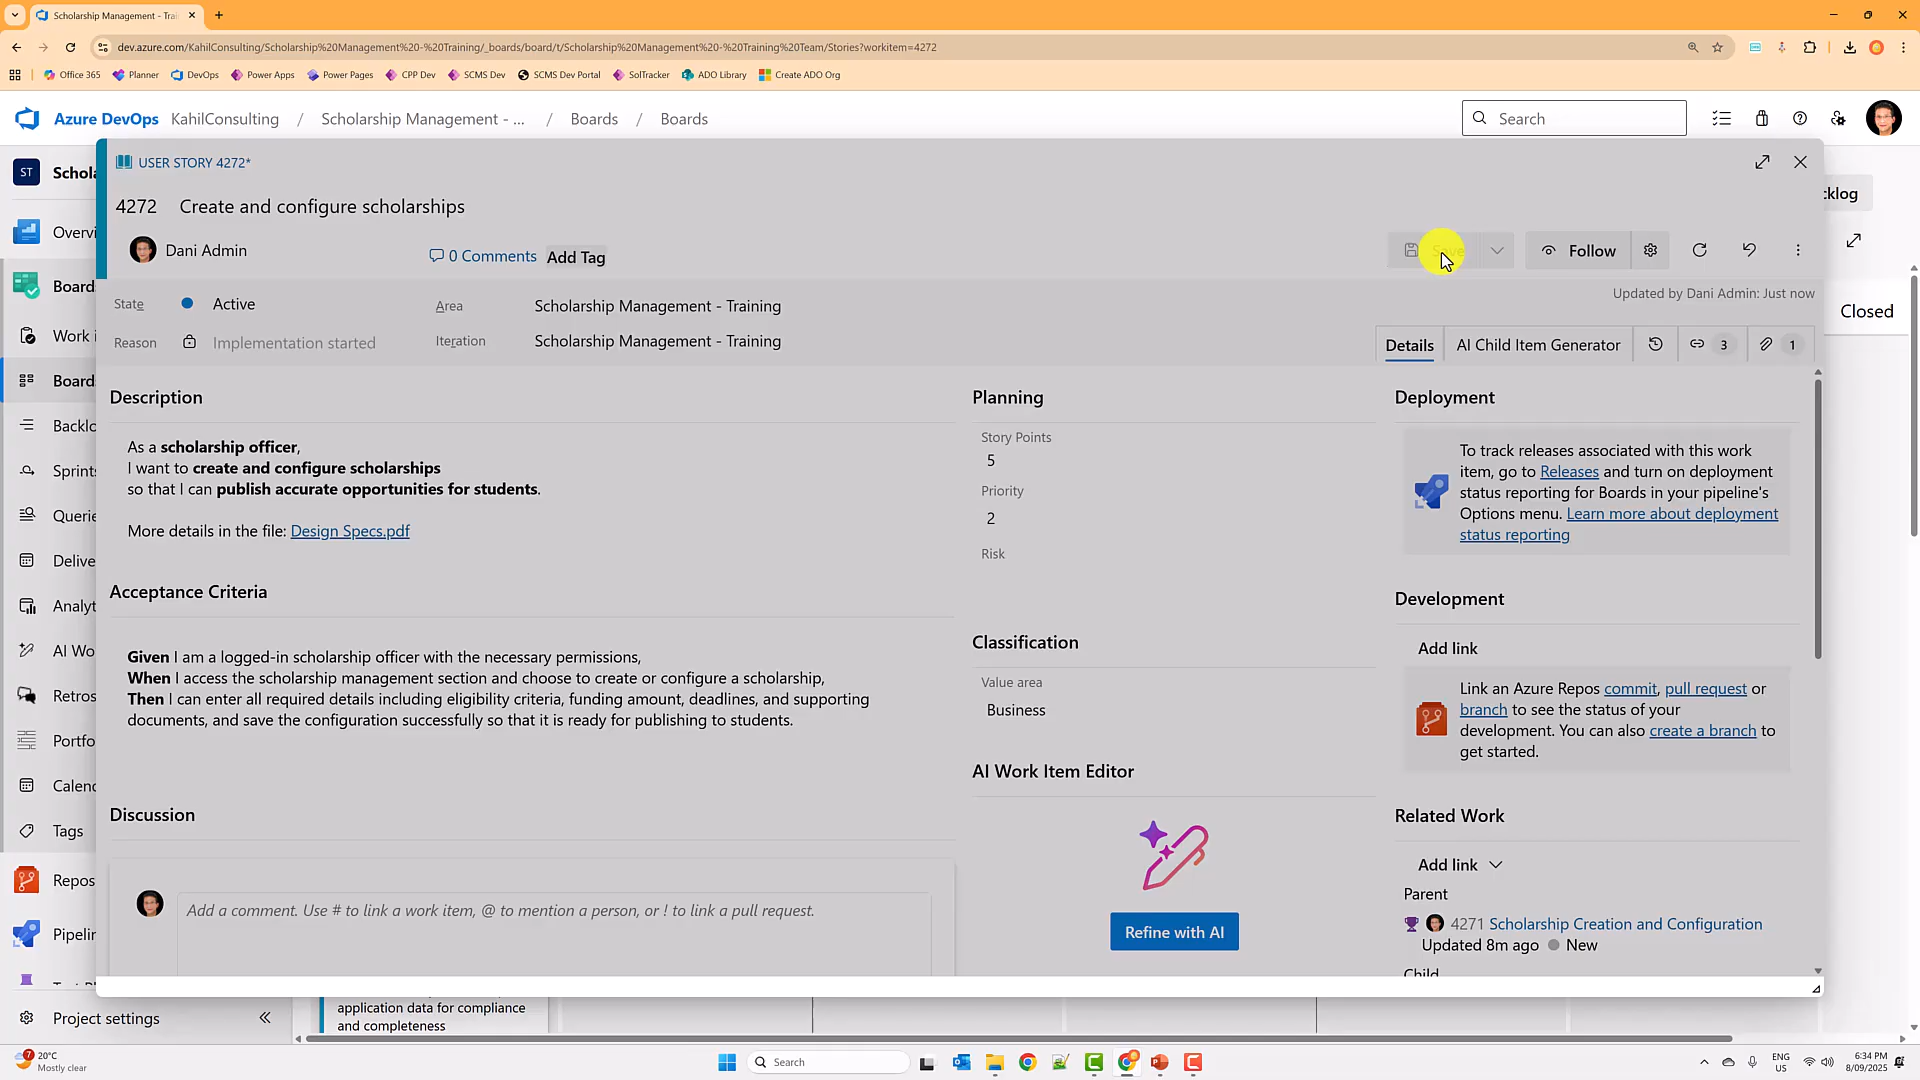 Scholarship Management - Trai
dev.azure.com/KahilConsulting/Scholarship%20Management%20-%20Training/_boards/board/t/Scholarship%20Management%20-%20Training%20Team/Stories?workitem=4272
Office 365
Planner
DevOps
Power Apps
Power Pages
CPP Dev
SCMS Dev
SCMS Dev Portal
SolTracker
ADO Library
Create ADO Org
Azure DevOps
KahilConsulting
/
Scholarship Management - ...
/
Boards
/
Boards
Search
ST
Schola
USER STORY 4272*
4272
Create and configure scholarships
cklog
Overvi
Dani Admin
0 Comments
Add Tag
Save
Follow
Board
State
Active
Area
Scholarship Management - Training
Updated by Dani Admin: Just now
Closed
Work i
Reason
Implementation started
Iteration
Scholarship Management - Training
Details
AI Child Item Generator
3
1
Board
Backlo
Sprints
Querie
Delive
Analyt
AI Wo
Retros
Portfo
Calenc
Tags
Repos
Pipelir
Project settings
Description
As a scholarship officer,
I want to create and configure scholarships
so that I can publish accurate opportunities for students.
More details in the file: Design Specs.pdf
Acceptance Criteria
Given I am a logged-in scholarship officer with the necessary permissions,
When I access the scholarship management section and choose to create or configure a scholarship,
Then I can enter all required details including eligibility criteria, funding amount, deadlines, and supporting
documents, and save the configuration successfully so that it is ready for publishing to students.
Discussion
Add a comment. Use # to link a work item, @ to mention a person, or ! to link a pull request.
Planning
Story Points
5
Priority
2
Risk
Classification
Value area
Business
AI Work Item Editor
Refine with AI
Deployment
To track releases associated with this work
item, go to Releases and turn on deployment
status reporting for Boards in your pipeline's
Options menu. Learn more about deployment
status reporting
Development
Add link
Link an Azure Repos commit, pull request or
branch to see the status of your
development. You can also create a branch to
get started.
Related Work
Add link
Parent
4271 Scholarship Creation and Configuration
Updated 8m ago
New
Child
application data for compliance
and completeness
7
20°C
Mostly clear
Search
ENG
US
6:34 PM
8/09/2025